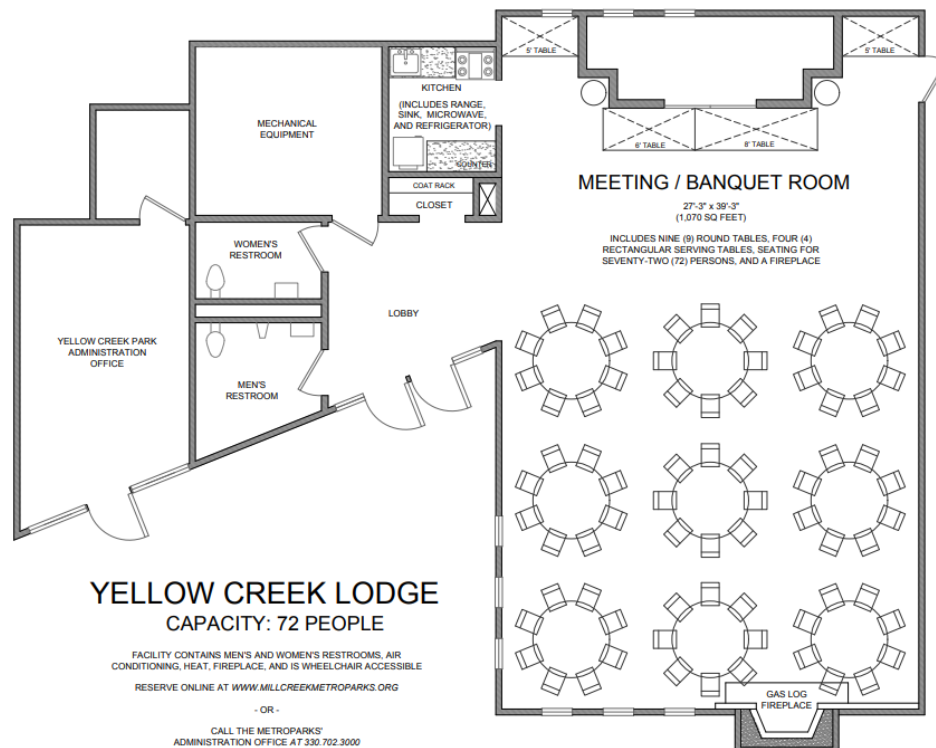 5' TABLE
5' TABLE
KITCHEN
(INCLUDES RANGE,
SINK, MICROWAVE,
AND REFRIGERATOR)
COUNTER
MECHANICAL
EQUIPMENT
6' TABLE
8' TABLE
COAT RACK
CLOSET
MEETING / BANQUET ROOM
27'-3" x 39'-3"
(1,070 SQ FEET)
INCLUDES NINE (9) ROUND TABLES, FOUR (4)
RECTANGULAR SERVING TABLES, SEATING FOR
SEVENTY-TWO (72) PERSONS, AND A FIREPLACE
WOMEN'S
RESTROOM
LOBBY
YELLOW CREEK PARK
ADMINISTRATION
OFFICE
MEN'S
RESTROOM
YELLOW CREEK LODGE
CAPACITY: 72 PEOPLE
FACILITY CONTAINS MEN'S AND WOMEN'S RESTROOMS, AIR
CONDITIONING, HEAT, FIREPLACE, AND IS WHEELCHAIR ACCESSIBLE
RESERVE ONLINE AT WWW.MILLCREEKMETROPARKS.ORG
- OR -
CALL THE METROPARKS'
ADMINISTRATION OFFICE AT 330.702.3000
GAS LOG
FIREPLACE